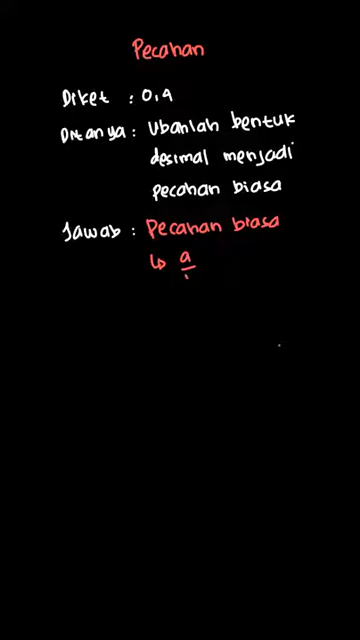 Pecahan
Diket : 0,4
Ditanya : Ubahlah bentuk
desimal menjadi
pecahan biasa
Jawab : Pecahan biasa
↳ a